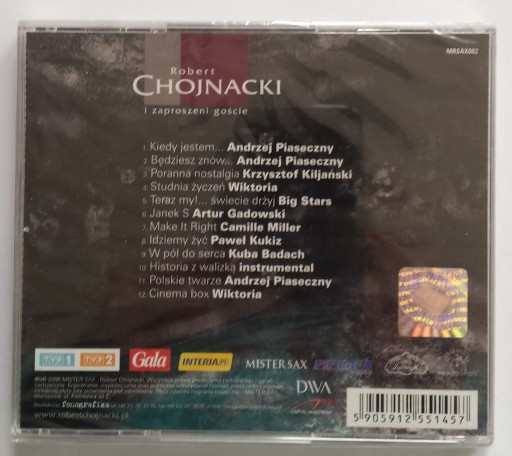 MRSAX002
Robert
CHOJNACKI
i zaproszeni goście
1 Kiedy jestem... Andrzej Piaseczny
2 Będziesz znów... Andrzej Piaseczny
3 Poranna nostalgia Krzysztof Kiljański
4 Studnia życzeń Wiktoria
5 Teraz my!... świecie drżyj Big Stars
6 Janek S Artur Gadowski
7 Make It Right Camille Miller
8 Idziemy żyć Paweł Kukiz
9 W pół do serca Kuba Badach
10 Historia z walizką instrumental
11 Polskie twarze Andrzej Piaseczny
12 Cinema box Wiktoria
TVP 1 TVP 2 Gala INTERIA.PL MISTER SAX
DWA
fotografika
www.robertchojnacki.pl
5 905912 551457